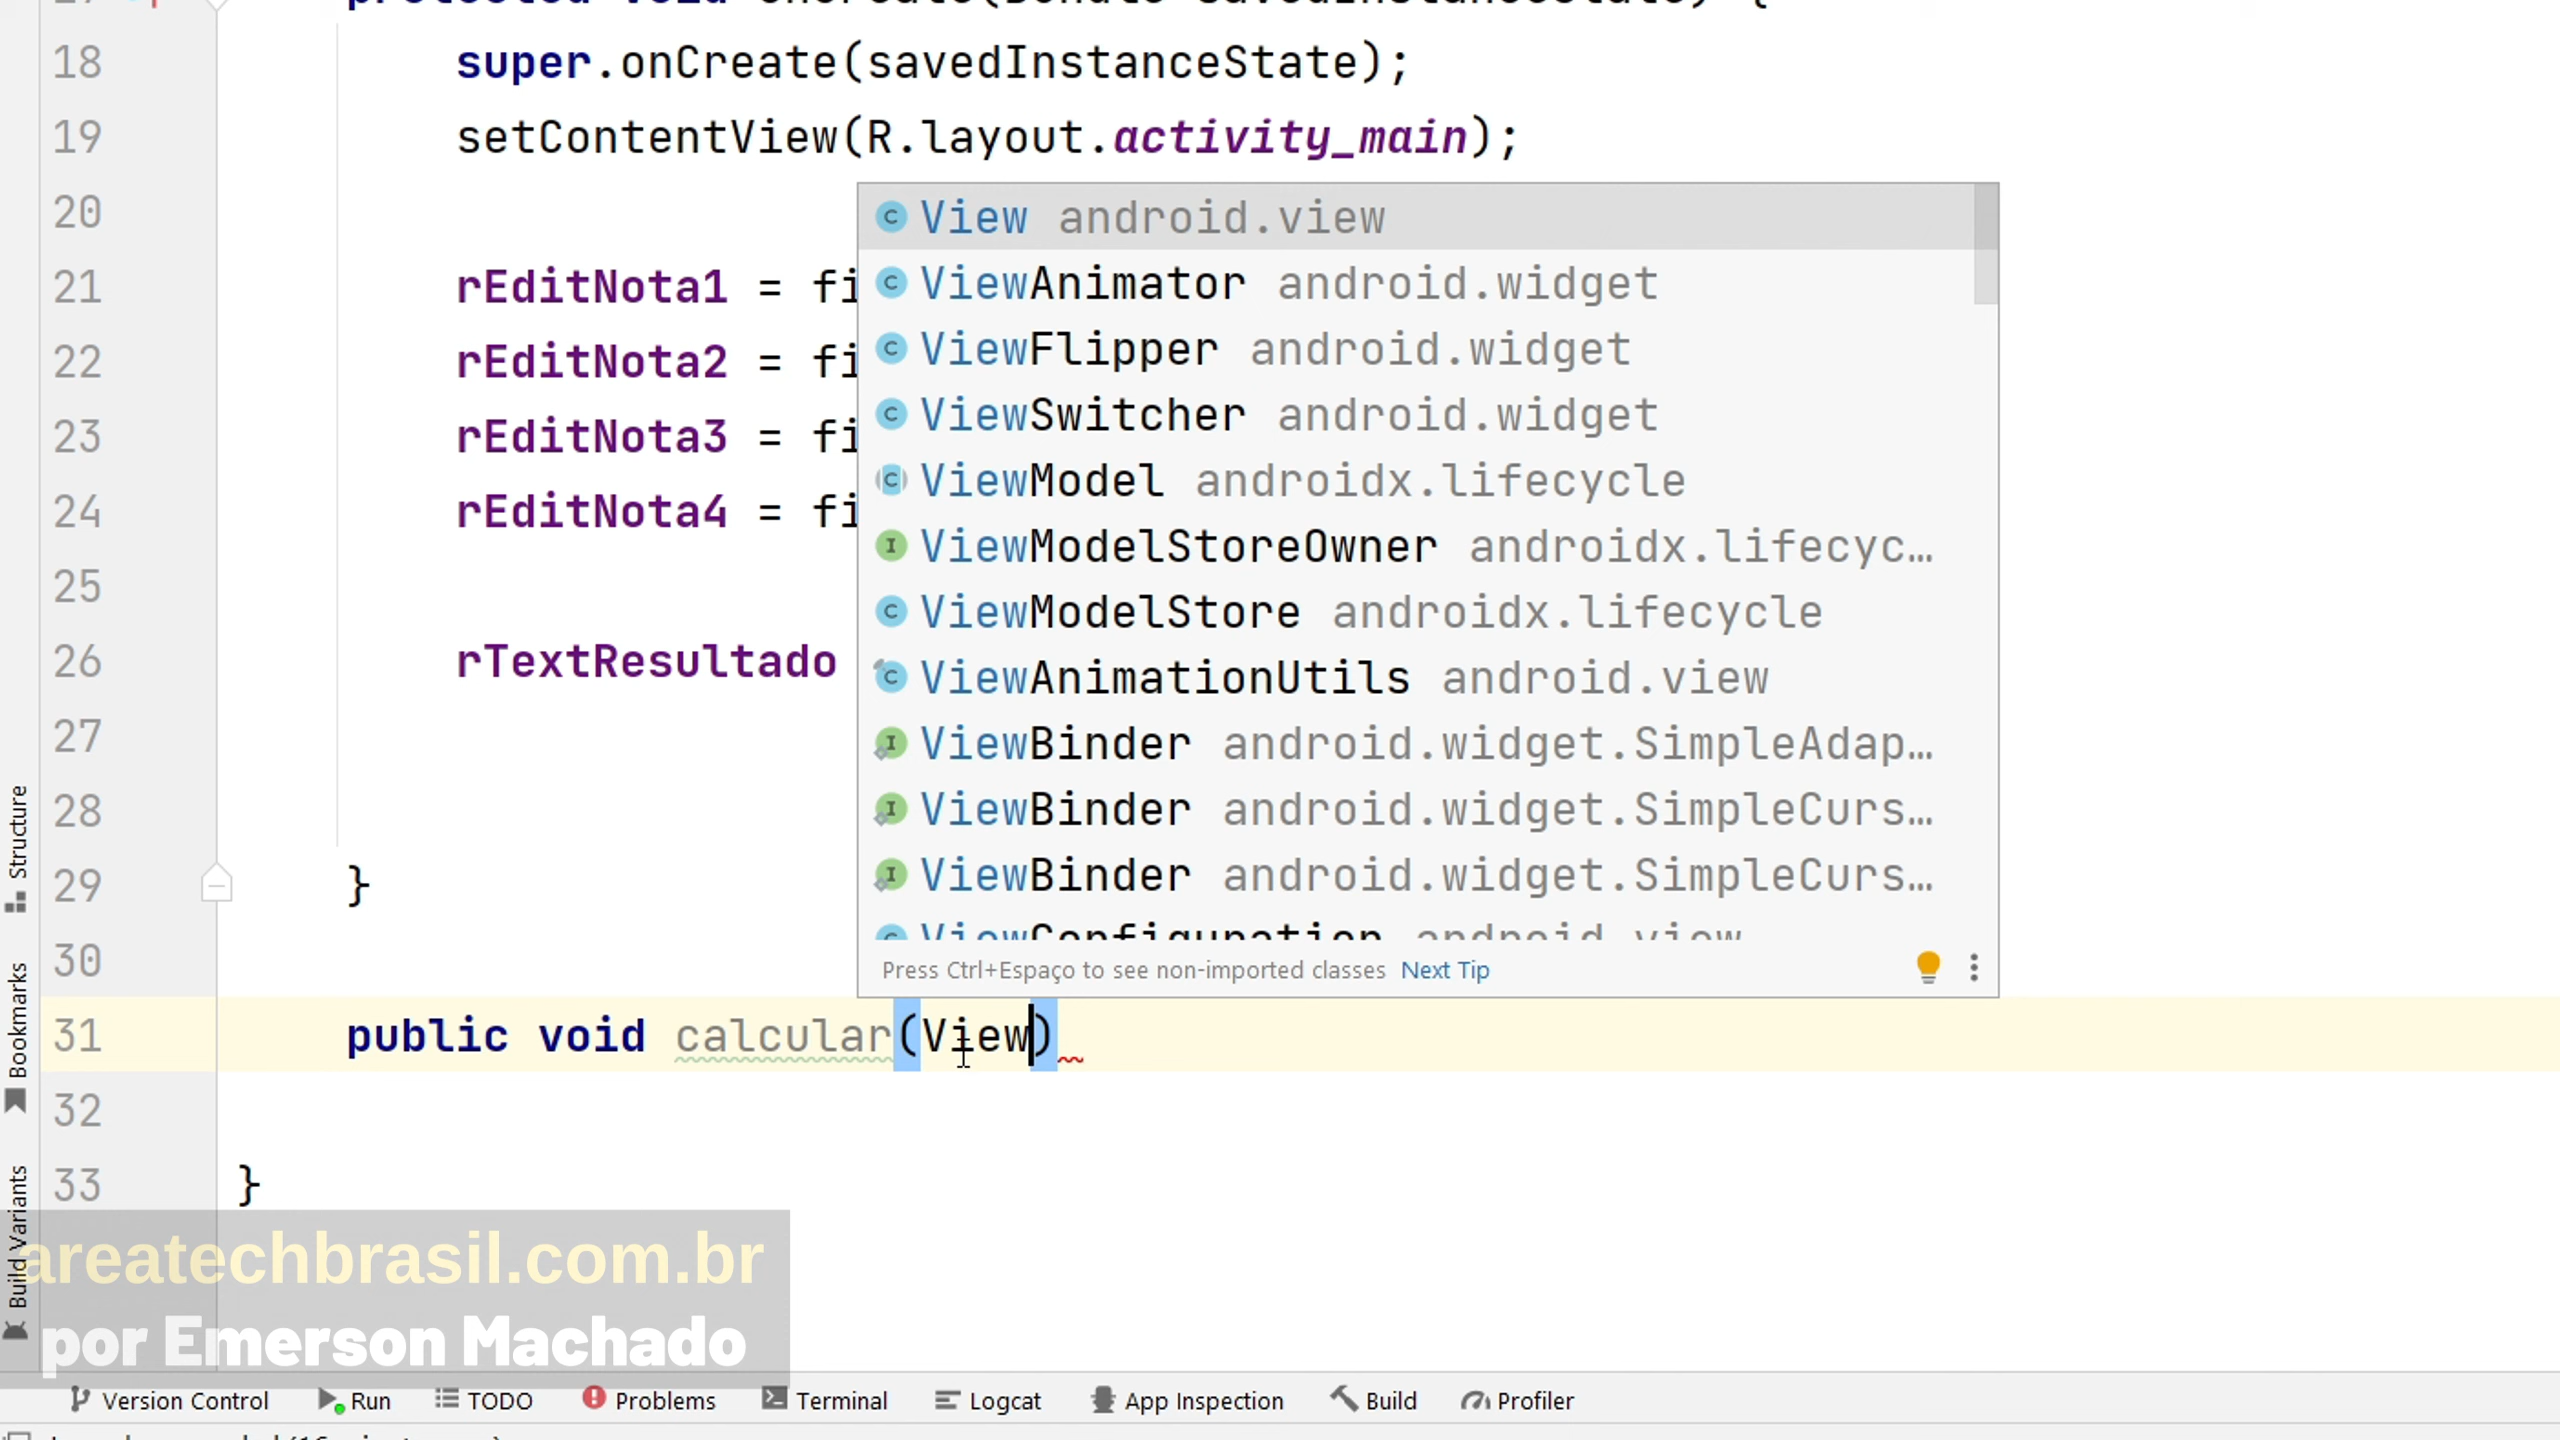 18 super.onCreate(savedInstanceState);
19 setContentView(R.layout.activity_main);
20
21 rEditNota1 = fi
22 rEditNota2 = fi
23 rEditNota3 = fi
24 rEditNota4 = fi
25
26 rTextResultado
27
28
29 }
30
31 public void calcular(View)
32
33 }
View android.view
ViewAnimator android.widget
ViewFlipper android.widget
ViewSwitcher android.widget
ViewModel androidx.lifecycle
ViewModelStoreOwner androidx.lifecyc…
ViewModelStore androidx.lifecycle
ViewAnimationUtils android.view
ViewBinder android.widget.SimpleAdap…
ViewBinder android.widget.SimpleCurs…
ViewBinder android.widget.SimpleCurs…
ViewConfiguration android.view
Press Ctrl+Espaço to see non-imported classes Next Tip
Structure
Bookmarks
Build Variants
areatechbrasil.com.br
por Emerson Machado
Version Control Run TODO Problems Terminal Logcat App Inspection Build Profiler